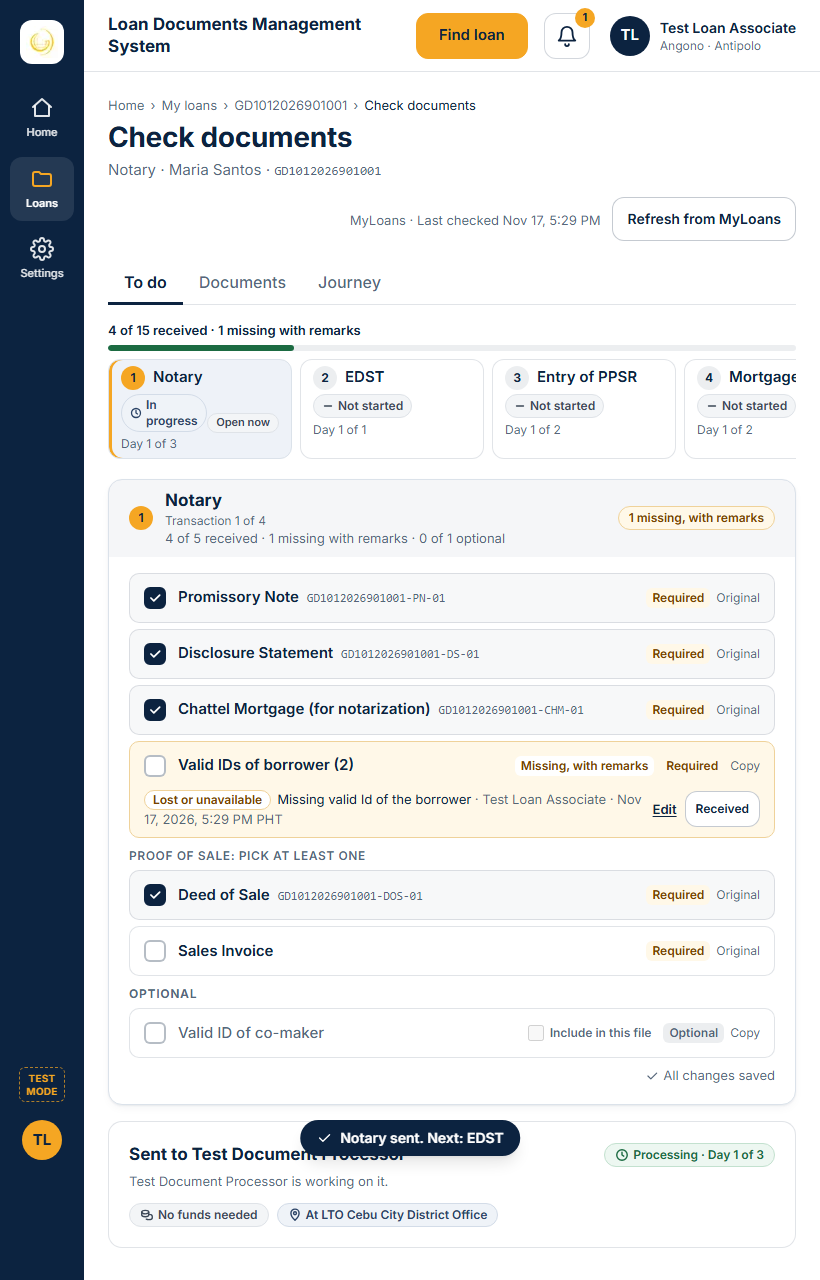 Loan Documents Management System
Find loan
1
TL
Test Loan Associate
Angono · Antipolo
Home
Loans
Settings
Home › My loans › GD1012026901001 › Check documents
Check documents
Notary · Maria Santos · GD1012026901001
MyLoans · Last checked Nov 17, 5:29 PM
Refresh from MyLoans
To do
Documents
Journey
4 of 15 received · 1 missing with remarks
1 Notary
In progress
Open now
Day 1 of 3
2 EDST
Not started
Day 1 of 1
3 Entry of PPSR
Not started
Day 1 of 2
4 Mortgage
Not started
Day 1 of 2
1
Notary
Transaction 1 of 4
4 of 5 received · 1 missing with remarks · 0 of 1 optional
1 missing, with remarks
Promissory Note GD1012026901001-PN-01 Required Original
Disclosure Statement GD1012026901001-DS-01 Required Original
Chattel Mortgage (for notarization) GD1012026901001-CHM-01 Required Original
Valid IDs of borrower (2) Missing, with remarks Required Copy
Lost or unavailable Missing valid Id of the borrower · Test Loan Associate · Nov
17, 2026, 5:29 PM PHT
Edit
Received
PROOF OF SALE: PICK AT LEAST ONE
Deed of Sale GD1012026901001-DOS-01 Required Original
Sales Invoice Required Original
OPTIONAL
Valid ID of co-maker Include in this file Optional Copy
All changes saved
TEST MODE
TL
Notary sent. Next: EDST
Sent to Test Document Processor
Processing · Day 1 of 3
Test Document Processor is working on it.
No funds needed
At LTO Cebu City District Office